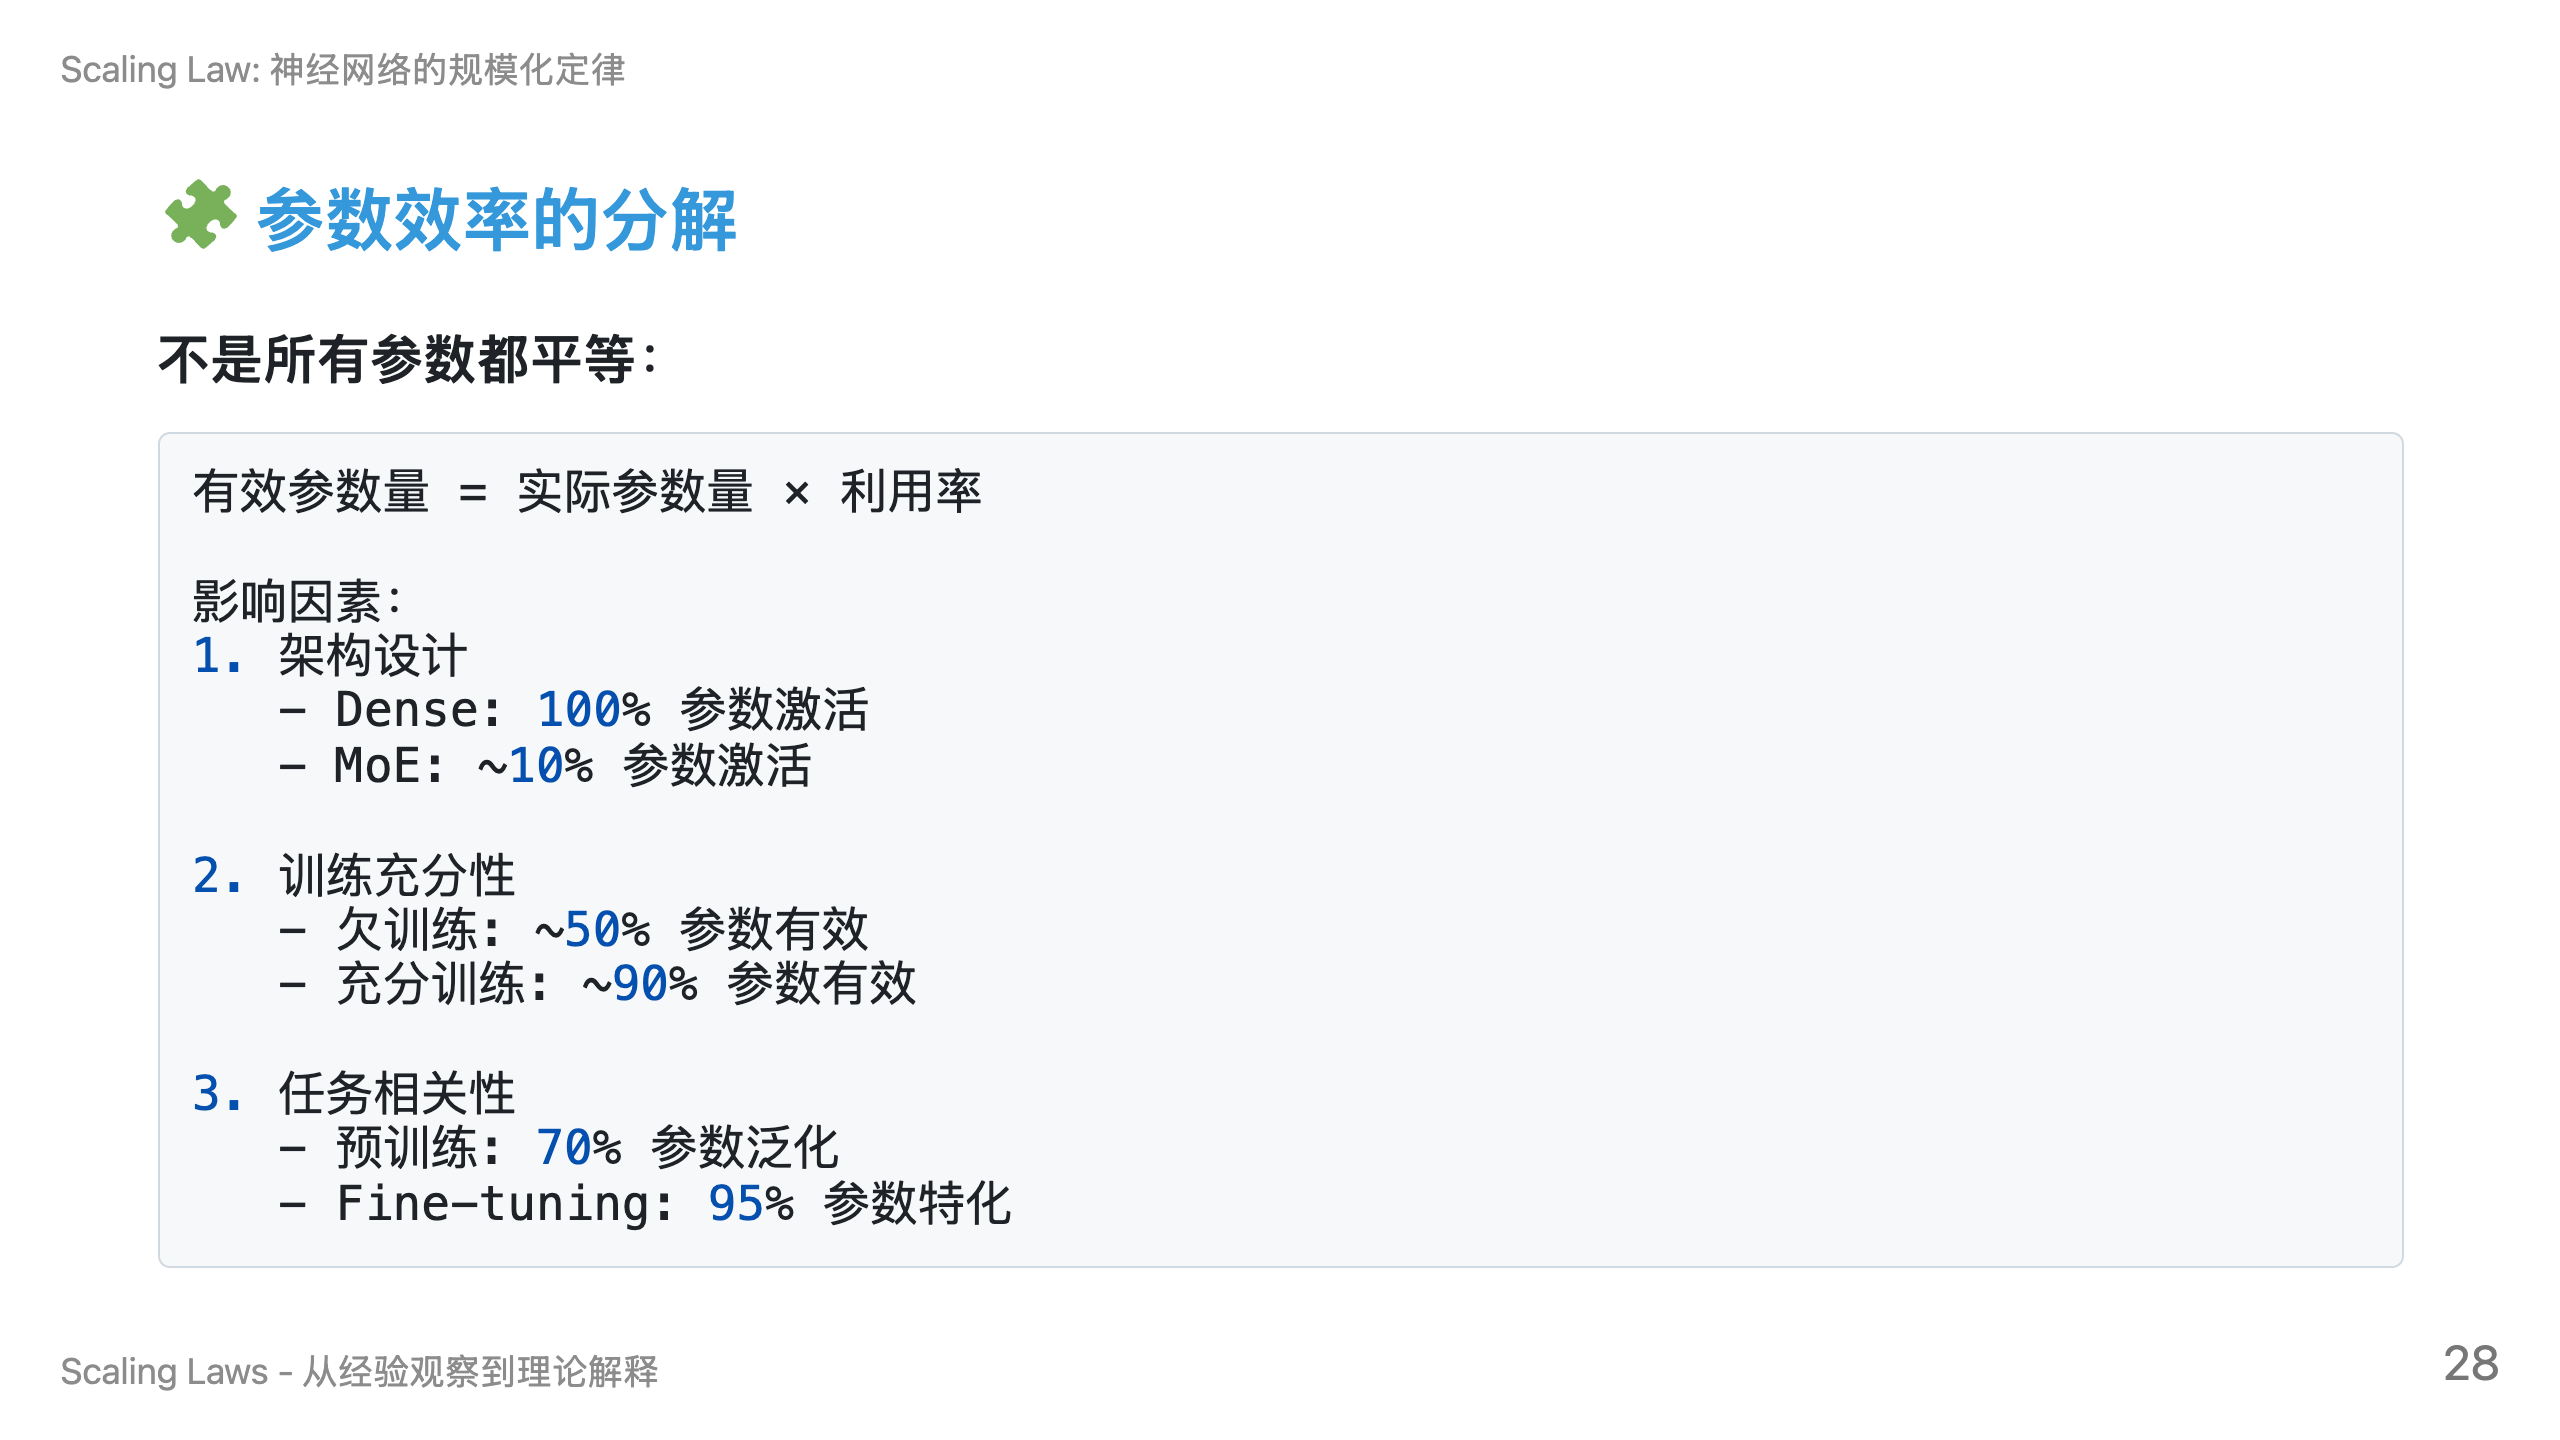 Scaling Law: 神经网络的规模化定律
🧩 参数效率的分解
不是所有参数都平等：
有效参数量 = 实际参数量 × 利用率
影响因素：
1. 架构设计
- Dense: 100% 参数激活
- MoE: ~10% 参数激活
2. 训练充分性
- 欠训练: ~50% 参数有效
- 充分训练: ~90% 参数有效
3. 任务相关性
- 预训练: 70% 参数泛化
- Fine-tuning: 95% 参数特化
Scaling Laws - 从经验观察到理论解释
28